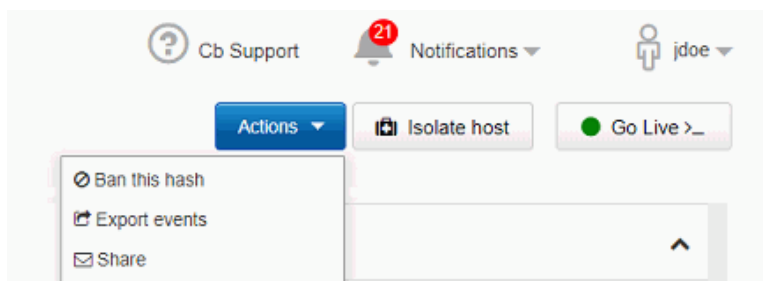 Cb Support 21 Notifications jdoe
Actions Isolate host Go Live >_
Ban this hash
Export events
Share